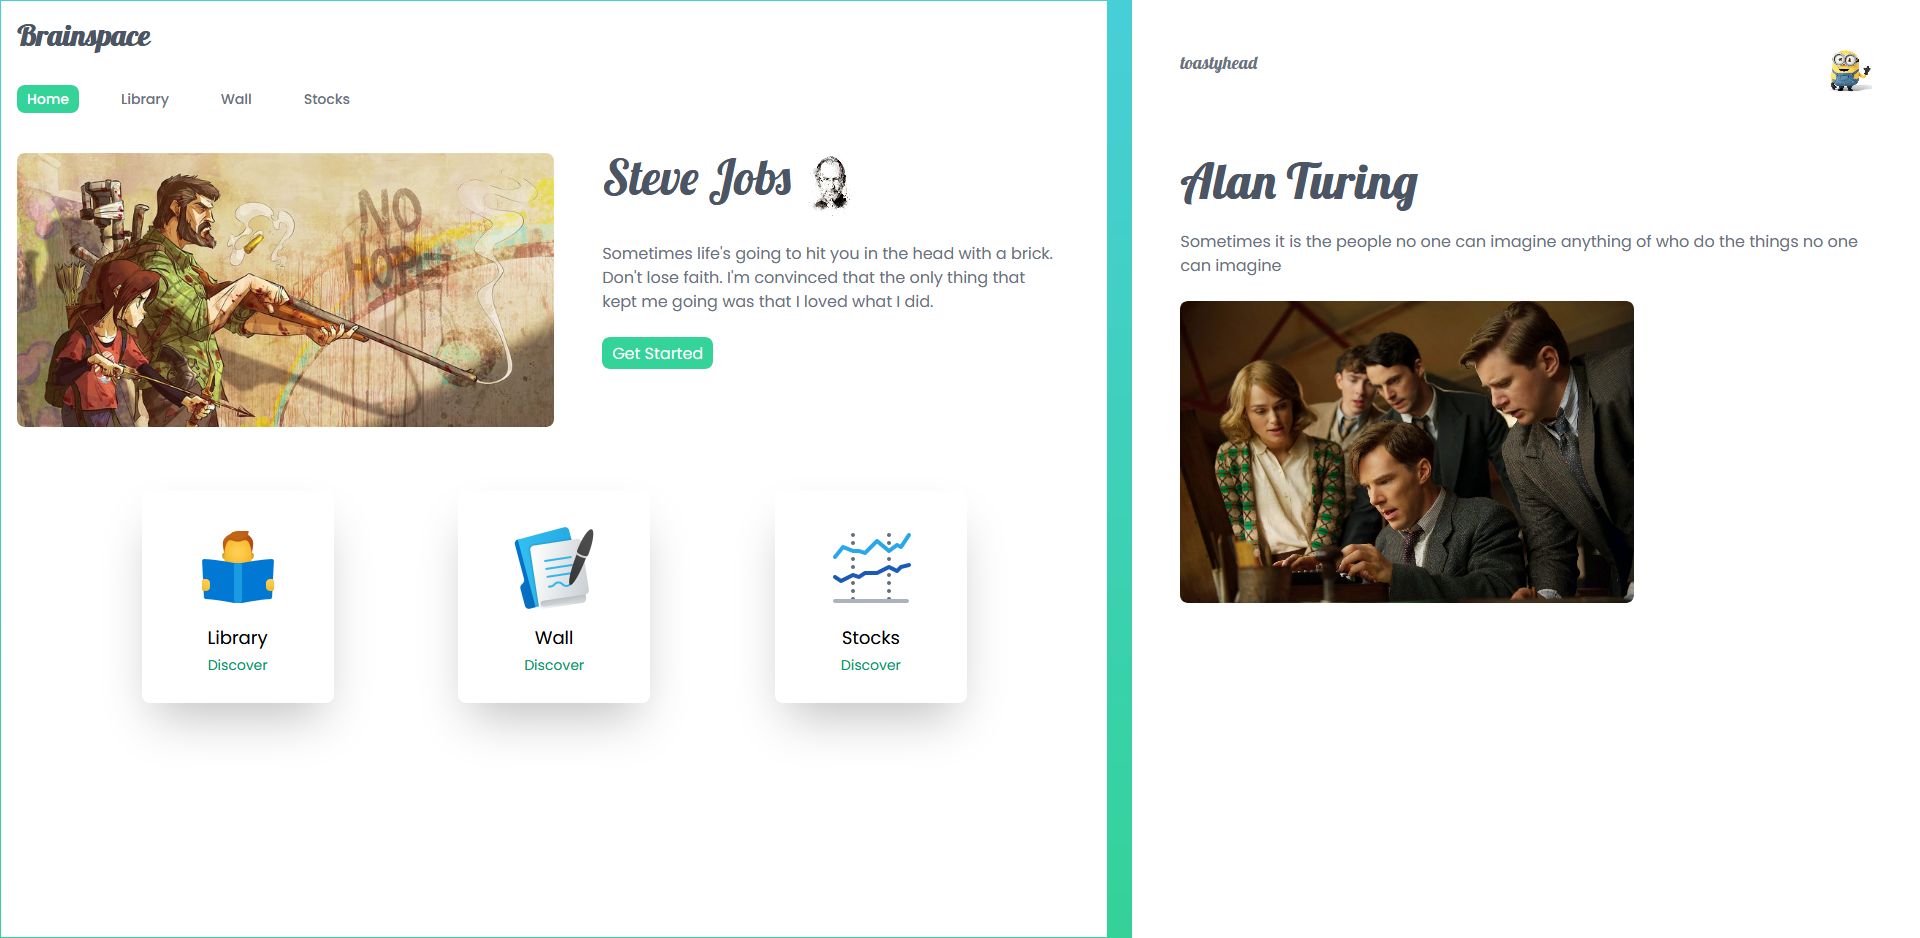 Brainspace
Home Library Wall Stocks
NO
HOPE
Steve Jobs
Sometimes life's going to hit you in the head with a brick.
Don't lose faith. I'm convinced that the only thing that
kept me going was that I loved what I did.
Get Started
Library
Discover
Wall
Discover
Stocks
Discover
toastyhead
Alan Turing
Sometimes it is the people no one can imagine anything of who do the things no one
can imagine